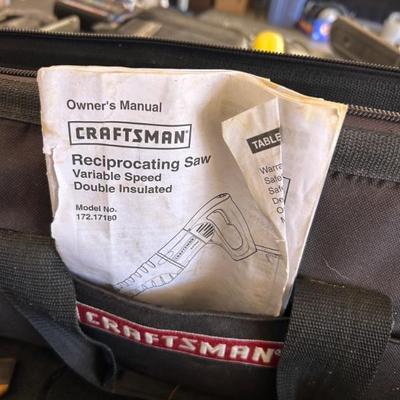 Owner's Manual
CRAFTSMAN®
Reciprocating Saw
Variable Speed
Double Insulated
Model No.
172.17180
TABLE
CRAFTSMAN®